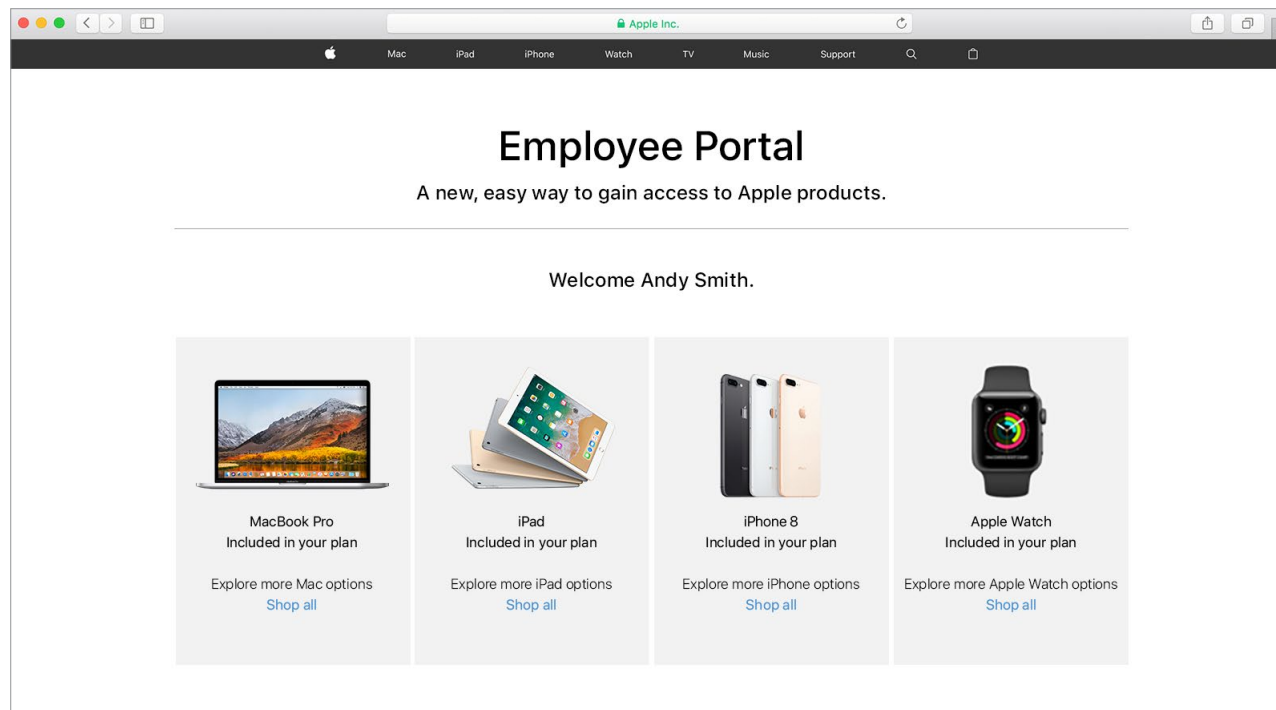 Apple Inc.
Mac iPad iPhone Watch TV Music Support
Employee Portal
A new, easy way to gain access to Apple products.
Welcome Andy Smith.
MacBook Pro
Included in your plan
Explore more Mac options
Shop all
iPad
Included in your plan
Explore more iPad options
Shop all
iPhone 8
Included in your plan
Explore more iPhone options
Shop all
Apple Watch
Included in your plan
Explore more Apple Watch options
Shop all